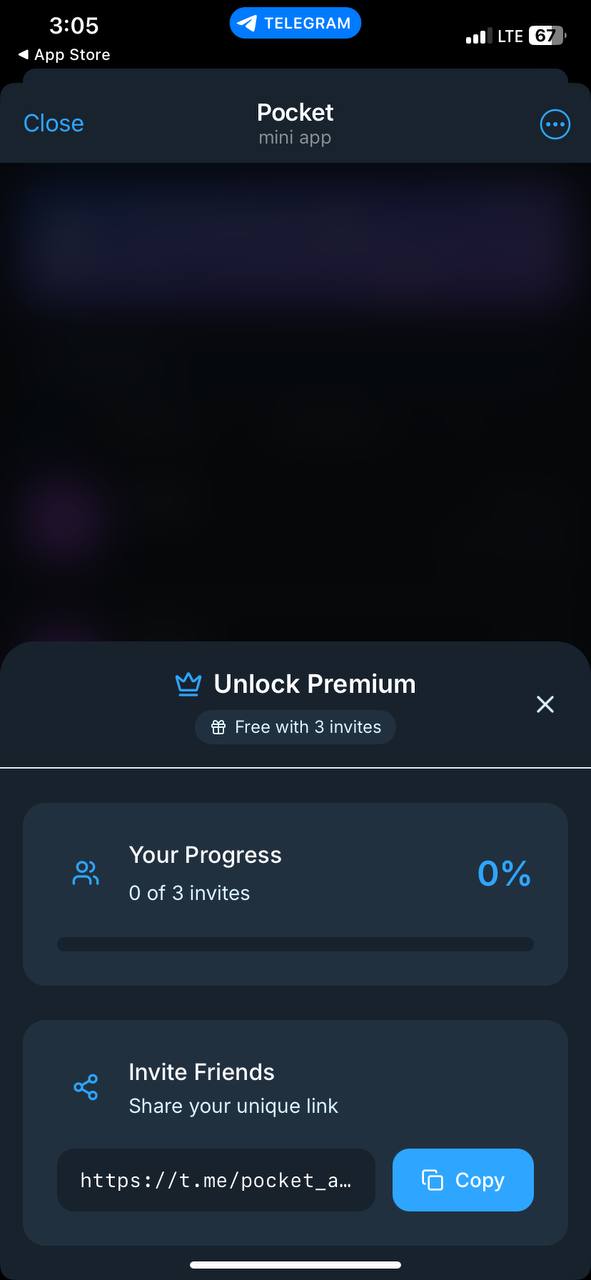 3:05
TELEGRAM
LTE 67
◀ App Store
Close
Pocket
mini app
Unlock Premium
Free with 3 invites
Your Progress
0 of 3 invites
0%
Invite Friends
Share your unique link
https://t.me/pocket_a…
Copy